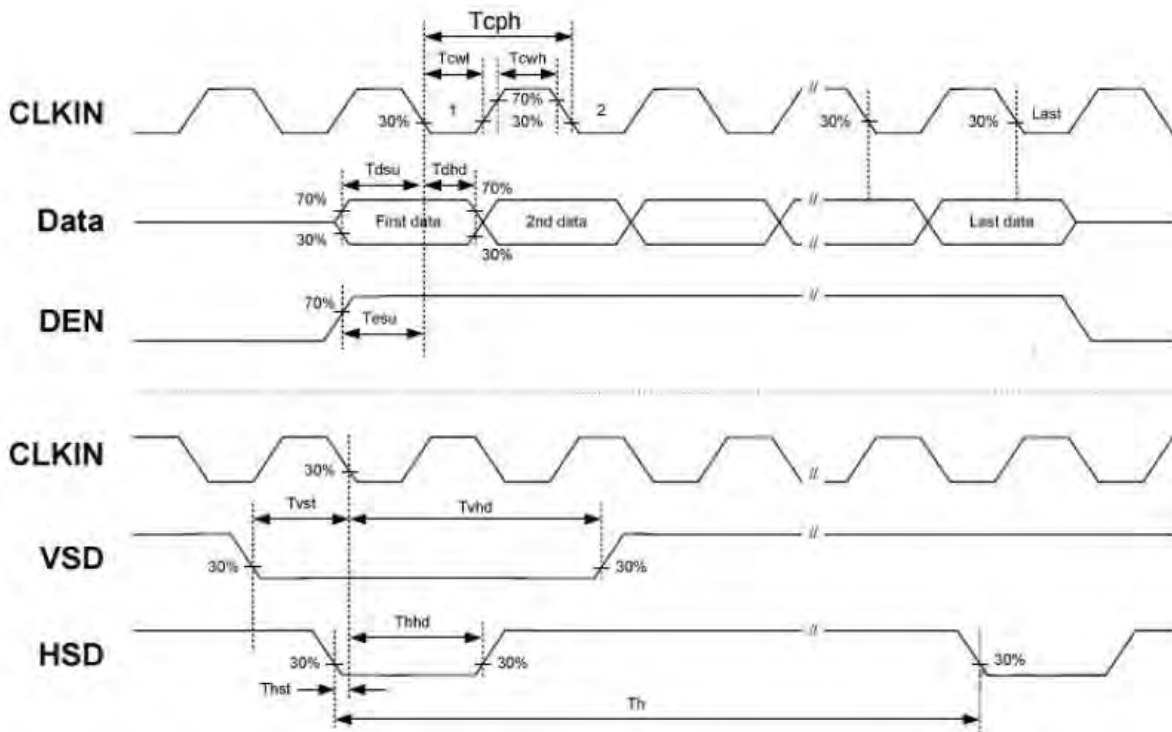 Tcph
Tcwl Tcwh
CLKIN 30% 1 70% 30% 2 // 30% 30% Last
Tdsu Tdhd
70% 70%
Data First data 2nd data // // Last data
30% 30%
DEN 70% //
Tesu
CLKIN 30% //
Tvst Tvhd
VSD 30% 30% //
Thhd
HSD 30% 30% // 30%
Thst
Th